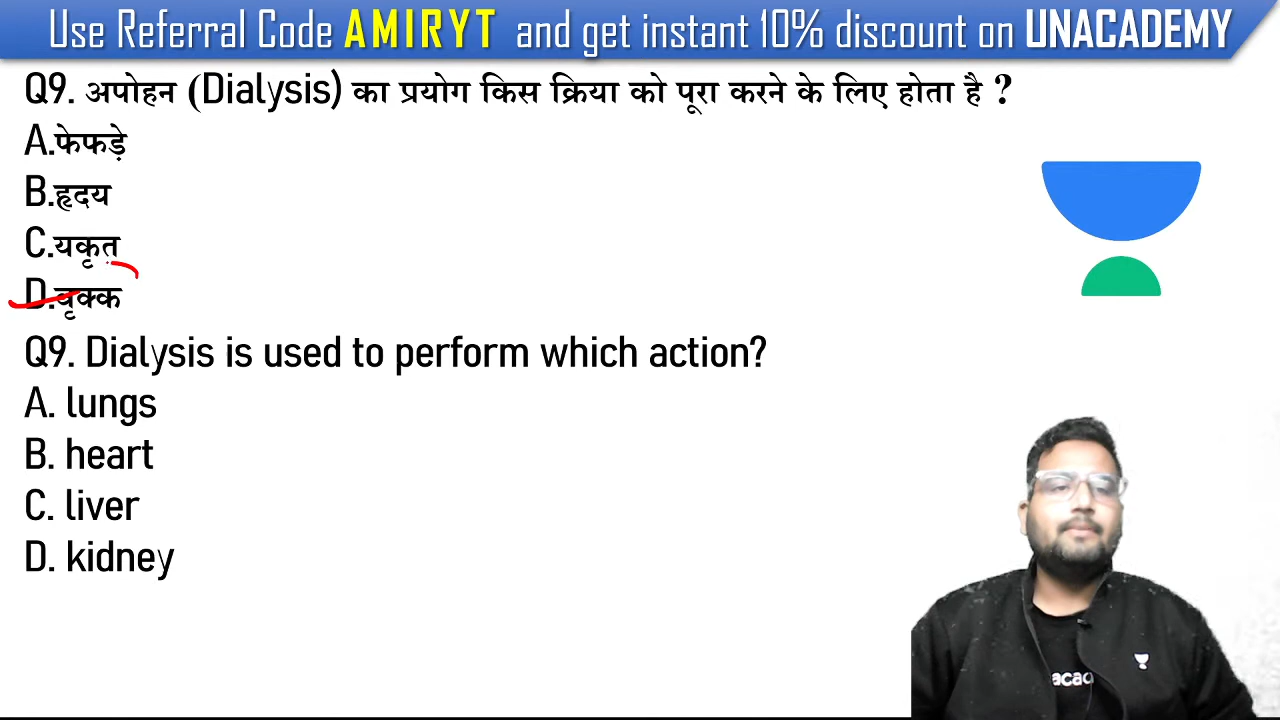 Use Referral Code AMIRYT and get instant 10% discount on UNACADEMY
Q9. अपोहन (Dialysis) का प्रयोग किस क्रिया को पूरा करने के लिए होता है ?
A.फेफड़े
B.हृदय
C.यकृत
D.वृक्क
Q9. Dialysis is used to perform which action?
A. lungs
B. heart
C. liver
D. kidney
acad